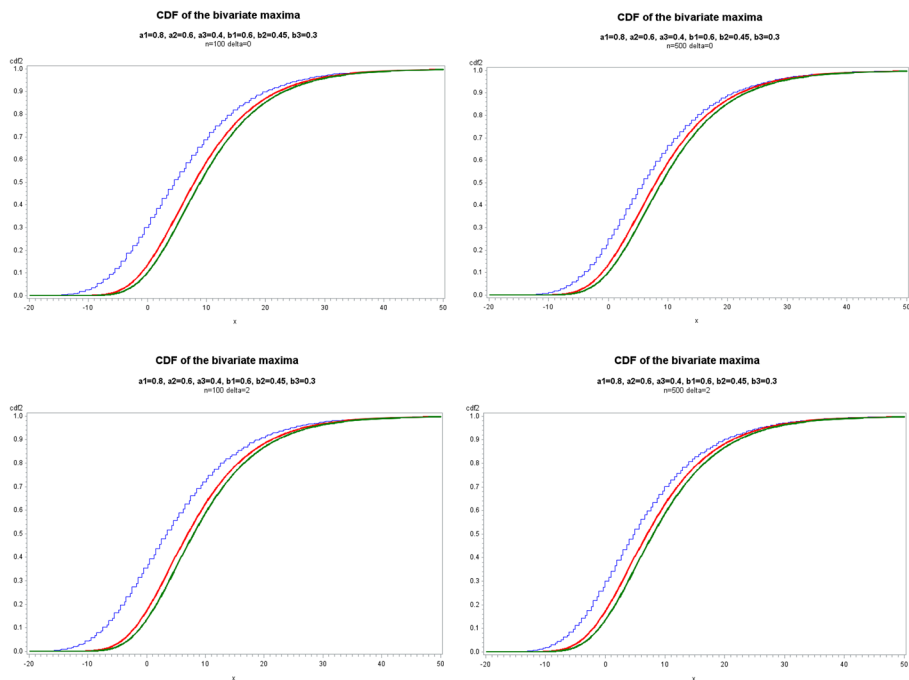 CDF of the bivariate maxima
a1=0.8, a2=0.6, a3=0.4, b1=0.6, b2=0.45, b3=0.3
n=100 delta=0
cdf2
1.0
0.9
0.8
0.7
0.6
0.5
0.4
0.3
0.2
0.1
0.0
-20 -10 0 10 20 30 40 50
x
CDF of the bivariate maxima
a1=0.8, a2=0.6, a3=0.4, b1=0.6, b2=0.45, b3=0.3
n=500 delta=0
cdf2
1.0
0.9
0.8
0.7
0.6
0.5
0.4
0.3
0.2
0.1
0.0
-20 -10 0 10 20 30 40 50
x
CDF of the bivariate maxima
a1=0.8, a2=0.6, a3=0.4, b1=0.6, b2=0.45, b3=0.3
n=100 delta=2
cdf2
1.0
0.9
0.8
0.7
0.6
0.5
0.4
0.3
0.2
0.1
0.0
-20 -10 0 10 20 30 40 50
x
CDF of the bivariate maxima
a1=0.8, a2=0.6, a3=0.4, b1=0.6, b2=0.45, b3=0.3
n=500 delta=2
cdf2
1.0
0.9
0.8
0.7
0.6
0.5
0.4
0.3
0.2
0.1
0.0
-20 -10 0 10 20 30 40 50
x